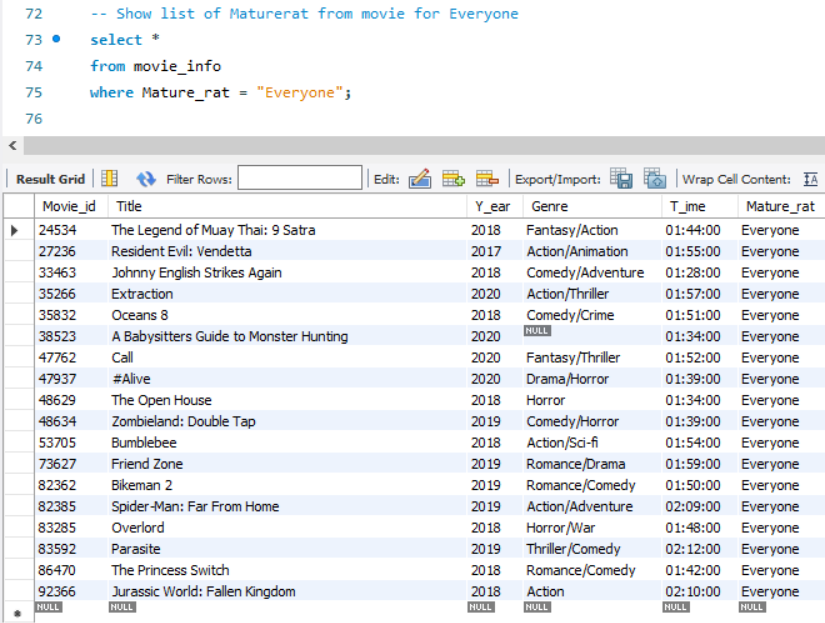 72 -- Show list of Maturerat from movie for Everyone
73 select *
74 from movie_info
75 where Mature_rat = "Everyone";
76
Result Grid Filter Rows: Edit: Export/Import: Wrap Cell Content: IA
Movie_id Title Y_ear Genre T_ime Mature_rat
24534 The Legend of Muay Thai: 9 Satra 2018 Fantasy/Action 01:44:00 Everyone
27236 Resident Evil: Vendetta 2017 Action/Animation 01:55:00 Everyone
33463 Johnny English Strikes Again 2018 Comedy/Adventure 01:28:00 Everyone
35266 Extraction 2020 Action/Thriller 01:57:00 Everyone
35832 Oceans 8 2018 Comedy/Crime 01:51:00 Everyone
38523 A Babysitters Guide to Monster Hunting 2020 NULL 01:34:00 Everyone
47762 Call 2020 Fantasy/Thriller 01:52:00 Everyone
47937 #Alive 2020 Drama/Horror 01:39:00 Everyone
48629 The Open House 2018 Horror 01:34:00 Everyone
48634 Zombieland: Double Tap 2019 Comedy/Horror 01:39:00 Everyone
53705 Bumblebee 2018 Action/Sci-fi 01:54:00 Everyone
73627 Friend Zone 2019 Romance/Drama 01:59:00 Everyone
82362 Bikeman 2 2019 Romance/Comedy 01:50:00 Everyone
82385 Spider-Man: Far From Home 2019 Action/Adventure 02:09:00 Everyone
83285 Overlord 2018 Horror/War 01:48:00 Everyone
83592 Parasite 2019 Thriller/Comedy 02:12:00 Everyone
86470 The Princess Switch 2018 Romance/Comedy 01:42:00 Everyone
92366 Jurassic World: Fallen Kingdom 2018 Action 02:10:00 Everyone
NULL NULL NULL NULL NULL NULL